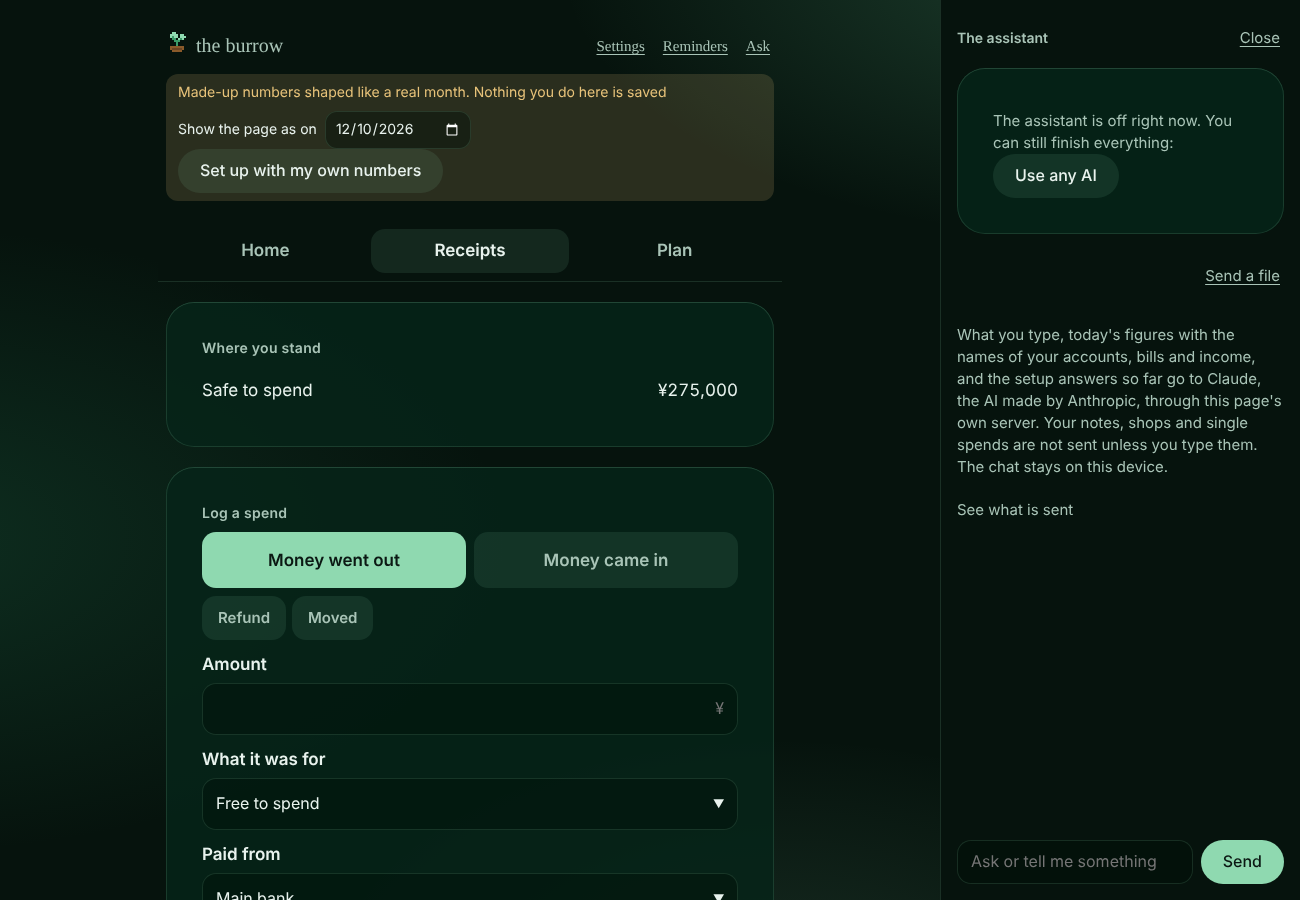 the burrow
Settings
Reminders
Ask
Made-up numbers shaped like a real month. Nothing you do here is saved
Show the page as on
12/10/2026
Set up with my own numbers
Home
Receipts
Plan
Where you stand
Safe to spend
¥275,000
Log a spend
Money went out
Money came in
Refund
Moved
Amount
¥
What it was for
Free to spend
Paid from
Main bank
The assistant
Close
The assistant is off right now. You
can still finish everything:
Use any AI
Send a file
What you type, today's figures with the
names of your accounts, bills and income,
and the setup answers so far go to Claude,
the AI made by Anthropic, through this page's
own server. Your notes, shops and single
spends are not sent unless you type them.
The chat stays on this device.
See what is sent
Ask or tell me something
Send